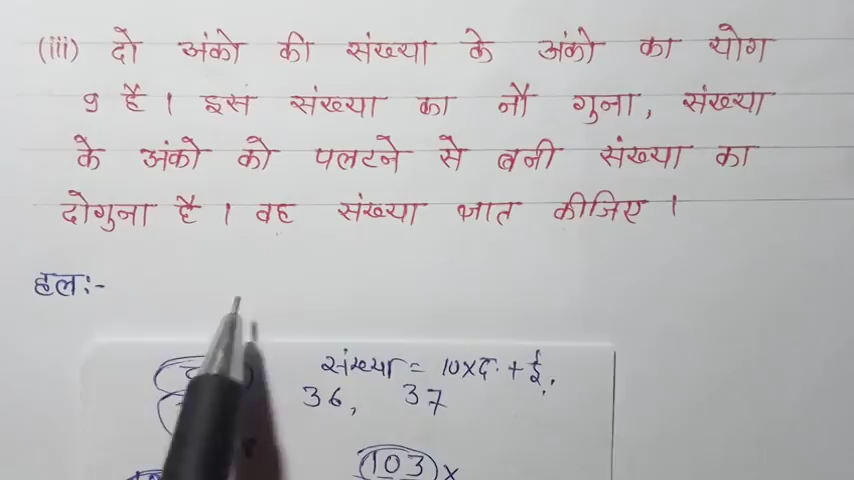 (iii) दो अंको की संख्या के अंको का योग
9 है । इस संख्या का नौ गुना, संख्या
के अंको को पलटने से बनी संख्या का
दोगुना है । वह संख्या ज्ञात कीजिए ।
हल:-
संख्या = 10×द. + ई.
36, 37
103 ×